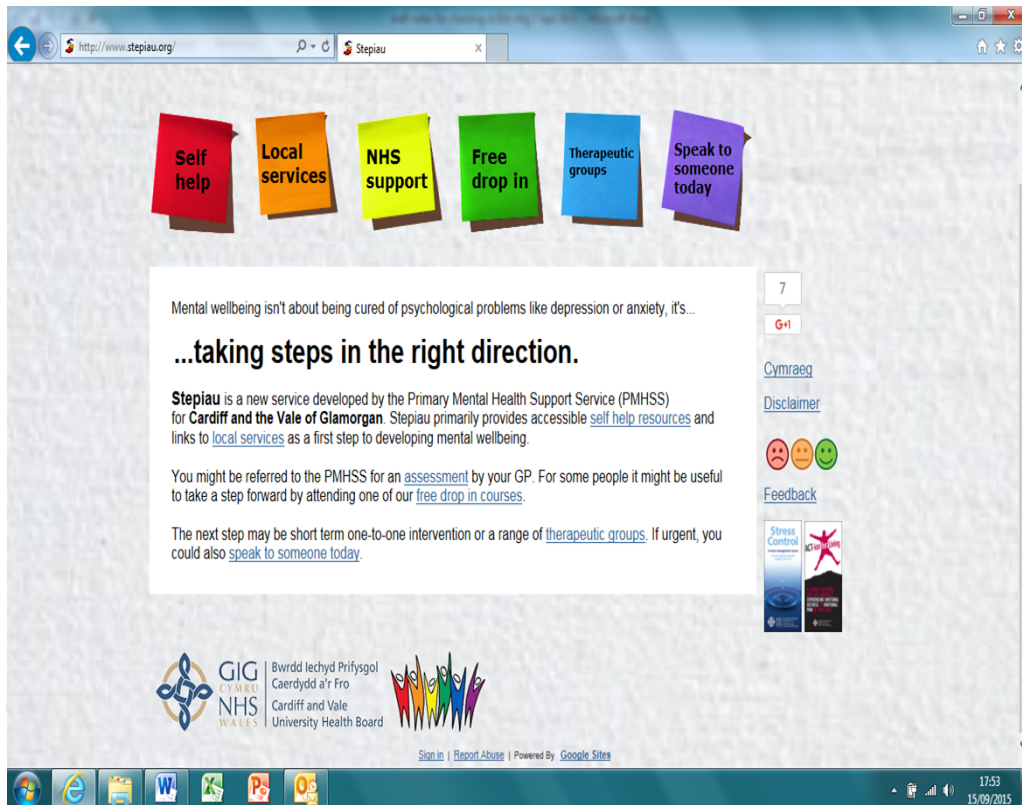 http://www.stepiau.org/
Stepiau
Self
help
Local
services
NHS
support
Free
drop in
Therapeutic
groups
Speak to
someone
today
7
G+1
Mental wellbeing isn't about being cured of psychological problems like depression or anxiety, it's...
...taking steps in the right direction.
Stepiau is a new service developed by the Primary Mental Health Support Service (PMHSS)
for Cardiff and the Vale of Glamorgan. Stepiau primarily provides accessible self help resources and
links to local services as a first step to developing mental wellbeing.
You might be referred to the PMHSS for an assessment by your GP. For some people it might be useful
to take a step forward by attending one of our free drop in courses.
The next step may be short term one-to-one intervention or a range of therapeutic groups. If urgent, you
could also speak to someone today.
Cymraeg
Disclaimer
Feedback
Stress
Control
GIG
CYMRU
NHS
WALES
Bwrdd Iechyd Prifysgol
Caerdydd a'r Fro
Cardiff and Vale
University Health Board
Sign in | Report Abuse | Powered By Google Sites
17:53
15/09/2015